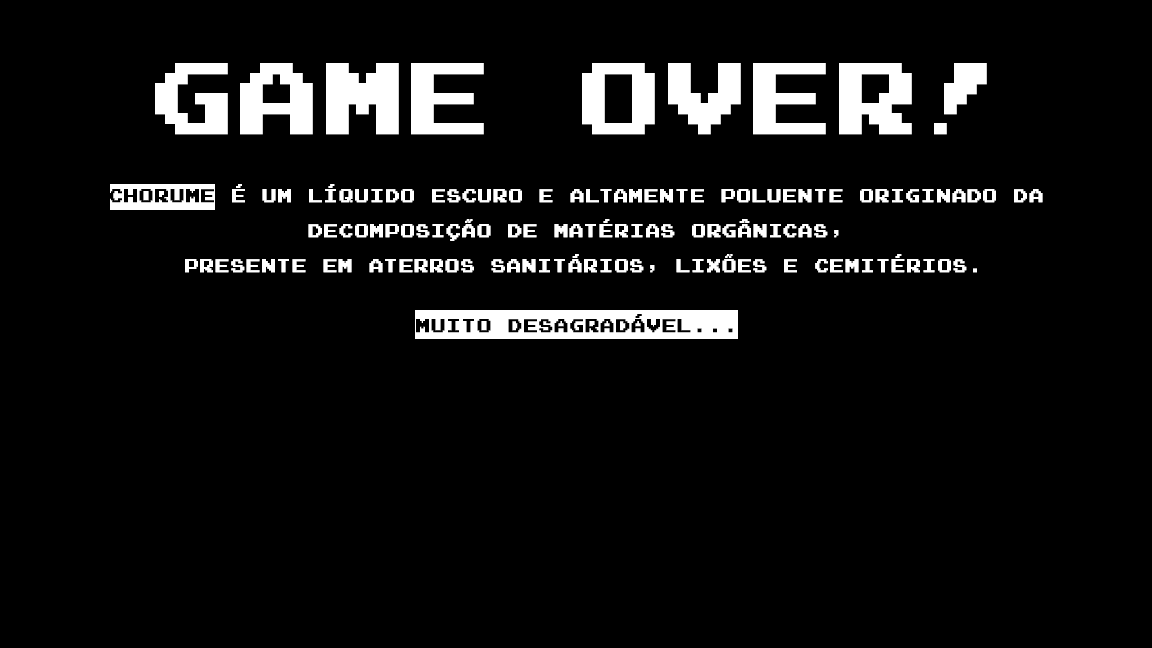 GAME OVER!
CHORUME É UM LÍQUIDO ESCURO E ALTAMENTE POLUENTE ORIGINADO DA
DECOMPOSIÇÃO DE MATÉRIAS ORGÂNICAS,
PRESENTE EM ATERROS SANITÁRIOS, LIXÕES E CEMITÉRIOS.
MUITO DESAGRADÁVEL...